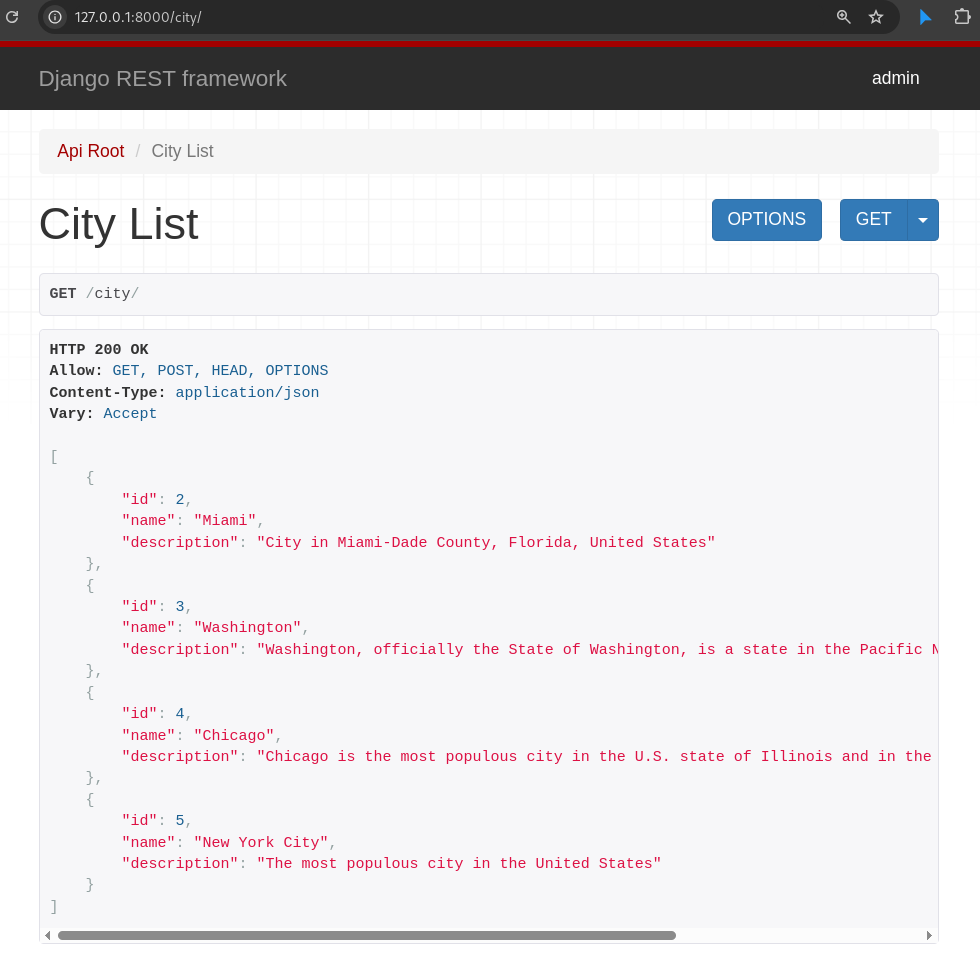 127.0.0.1:8000/city/
Django REST framework
admin
Api Root / City List
City List
OPTIONS
GET
GET /city/
HTTP 200 OK
Allow: GET, POST, HEAD, OPTIONS
Content-Type: application/json
Vary: Accept
[
    {
        "id": 2,
        "name": "Miami",
        "description": "City in Miami-Dade County, Florida, United States"
    },
    {
        "id": 3,
        "name": "Washington",
        "description": "Washington, officially the State of Washington, is a state in the Pacific
    },
    {
        "id": 4,
        "name": "Chicago",
        "description": "Chicago is the most populous city in the U.S. state of Illinois and in the
    },
    {
        "id": 5,
        "name": "New York City",
        "description": "The most populous city in the United States"
    }
]